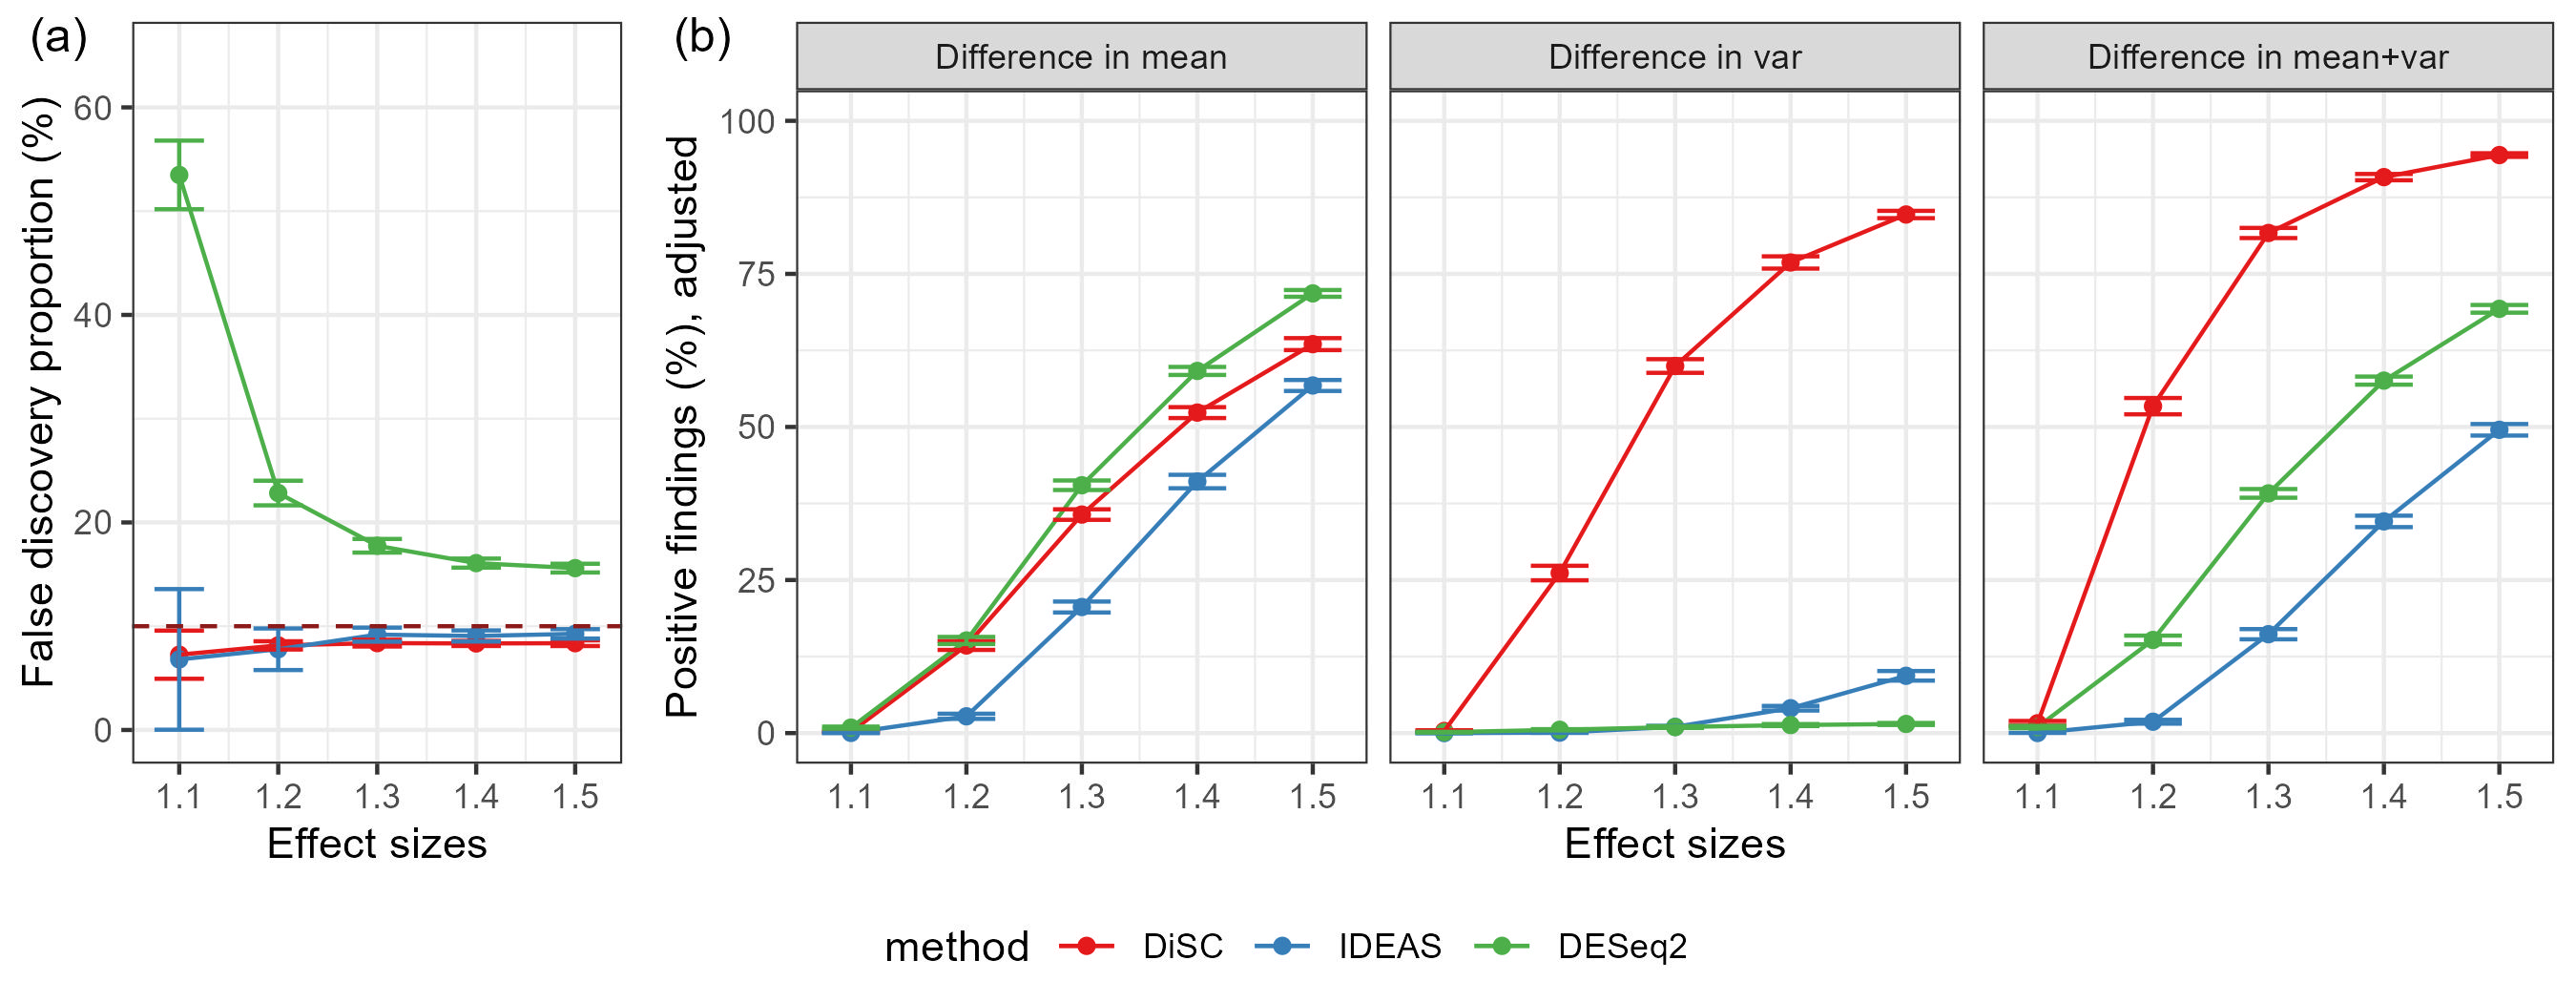 (a)
False discovery proportion (%)
60
40
20
0
1.1 1.2 1.3 1.4 1.5
Effect sizes
(b)
Difference in mean Difference in var Difference in mean+var
Positive findings (%), adjusted
100
75
50
25
0
1.1 1.2 1.3 1.4 1.5 1.1 1.2 1.3 1.4 1.5 1.1 1.2 1.3 1.4 1.5
Effect sizes
method DiSC IDEAS DESeq2